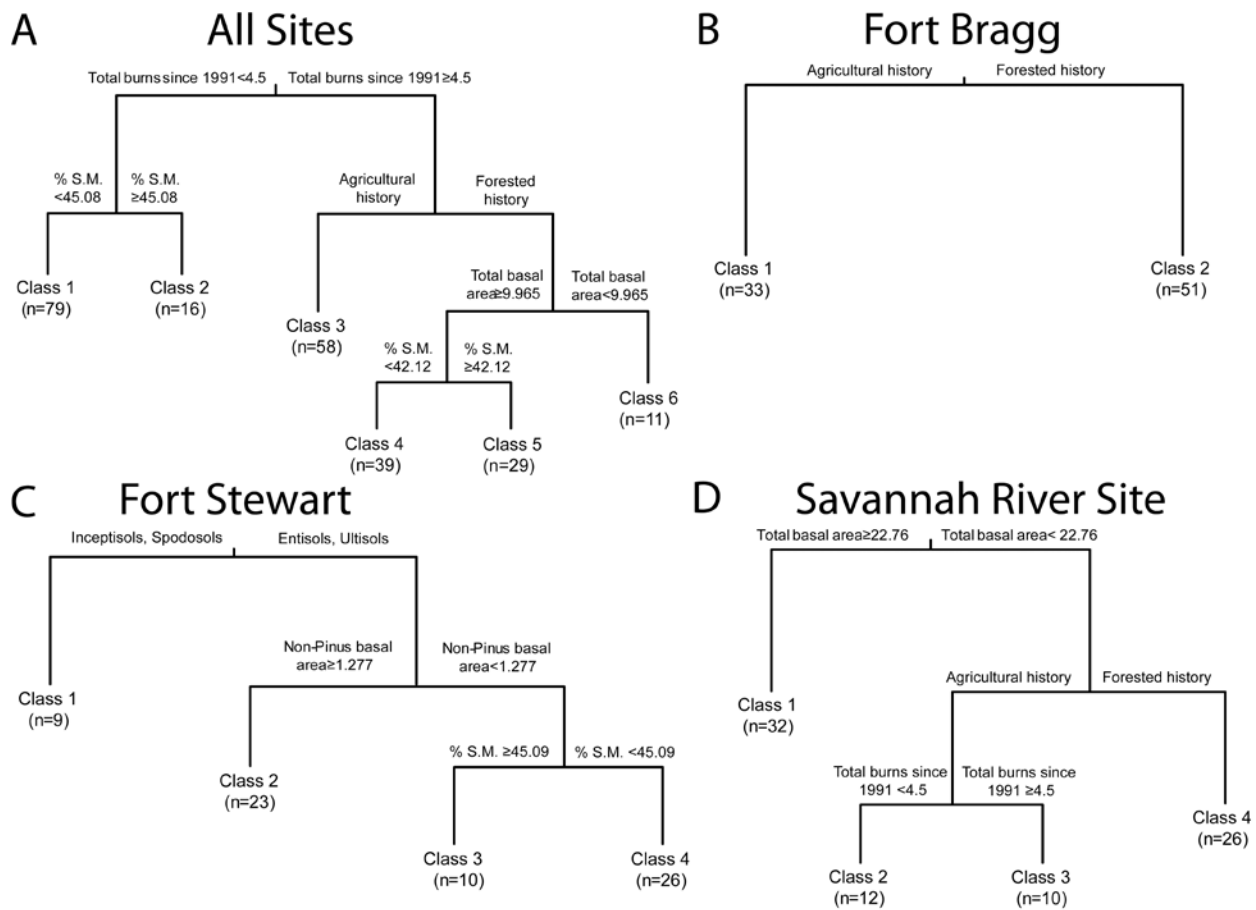 A
All Sites
Total burns since 1991<4.5
Total burns since 1991≥4.5
% S.M.
<45.08
% S.M.
≥45.08
Agricultural
history
Forested
history
Class 1
(n=79)
Class 2
(n=16)
Total basal
area≥9.965
Total basal
area<9.965
Class 3
(n=58)
% S.M.
<42.12
% S.M.
≥42.12
Class 6
(n=11)
Class 4
(n=39)
Class 5
(n=29)
B
Fort Bragg
Agricultural history
Forested history
Class 1
(n=33)
Class 2
(n=51)
C
Fort Stewart
Inceptisols, Spodosols
Entisols, Ultisols
Non-Pinus basal
area≥1.277
Non-Pinus basal
area<1.277
Class 1
(n=9)
Class 2
(n=23)
% S.M. ≥45.09
% S.M. <45.09
Class 3
(n=10)
Class 4
(n=26)
D
Savannah River Site
Total basal area≥22.76
Total basal area< 22.76
Agricultural history
Forested history
Class 1
(n=32)
Total burns since
1991 <4.5
Total burns since
1991 ≥4.5
Class 4
(n=26)
Class 2
(n=12)
Class 3
(n=10)